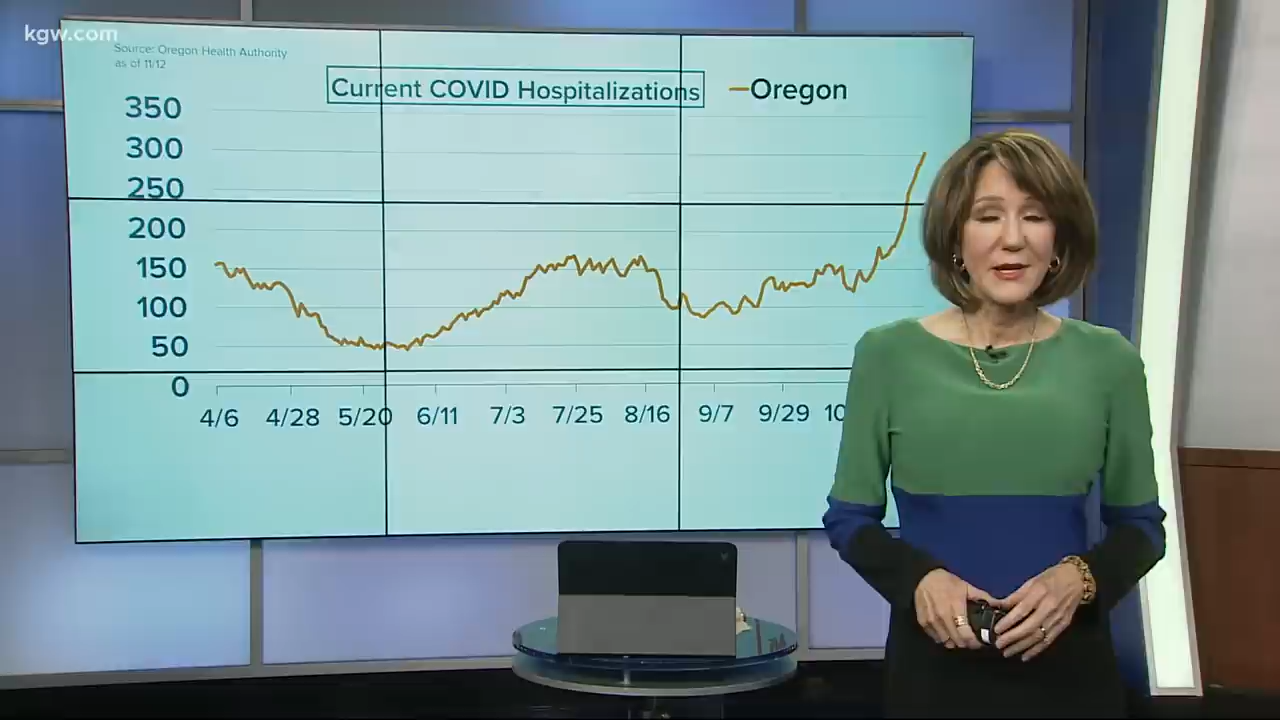 kgw.com
Source: Oregon Health Authority
as of 11/12
Current COVID Hospitalizations
Oregon
350
300
250
200
150
100
50
0
4/6 4/28 5/20 6/11 7/3 7/25 8/16 9/7 9/29 10